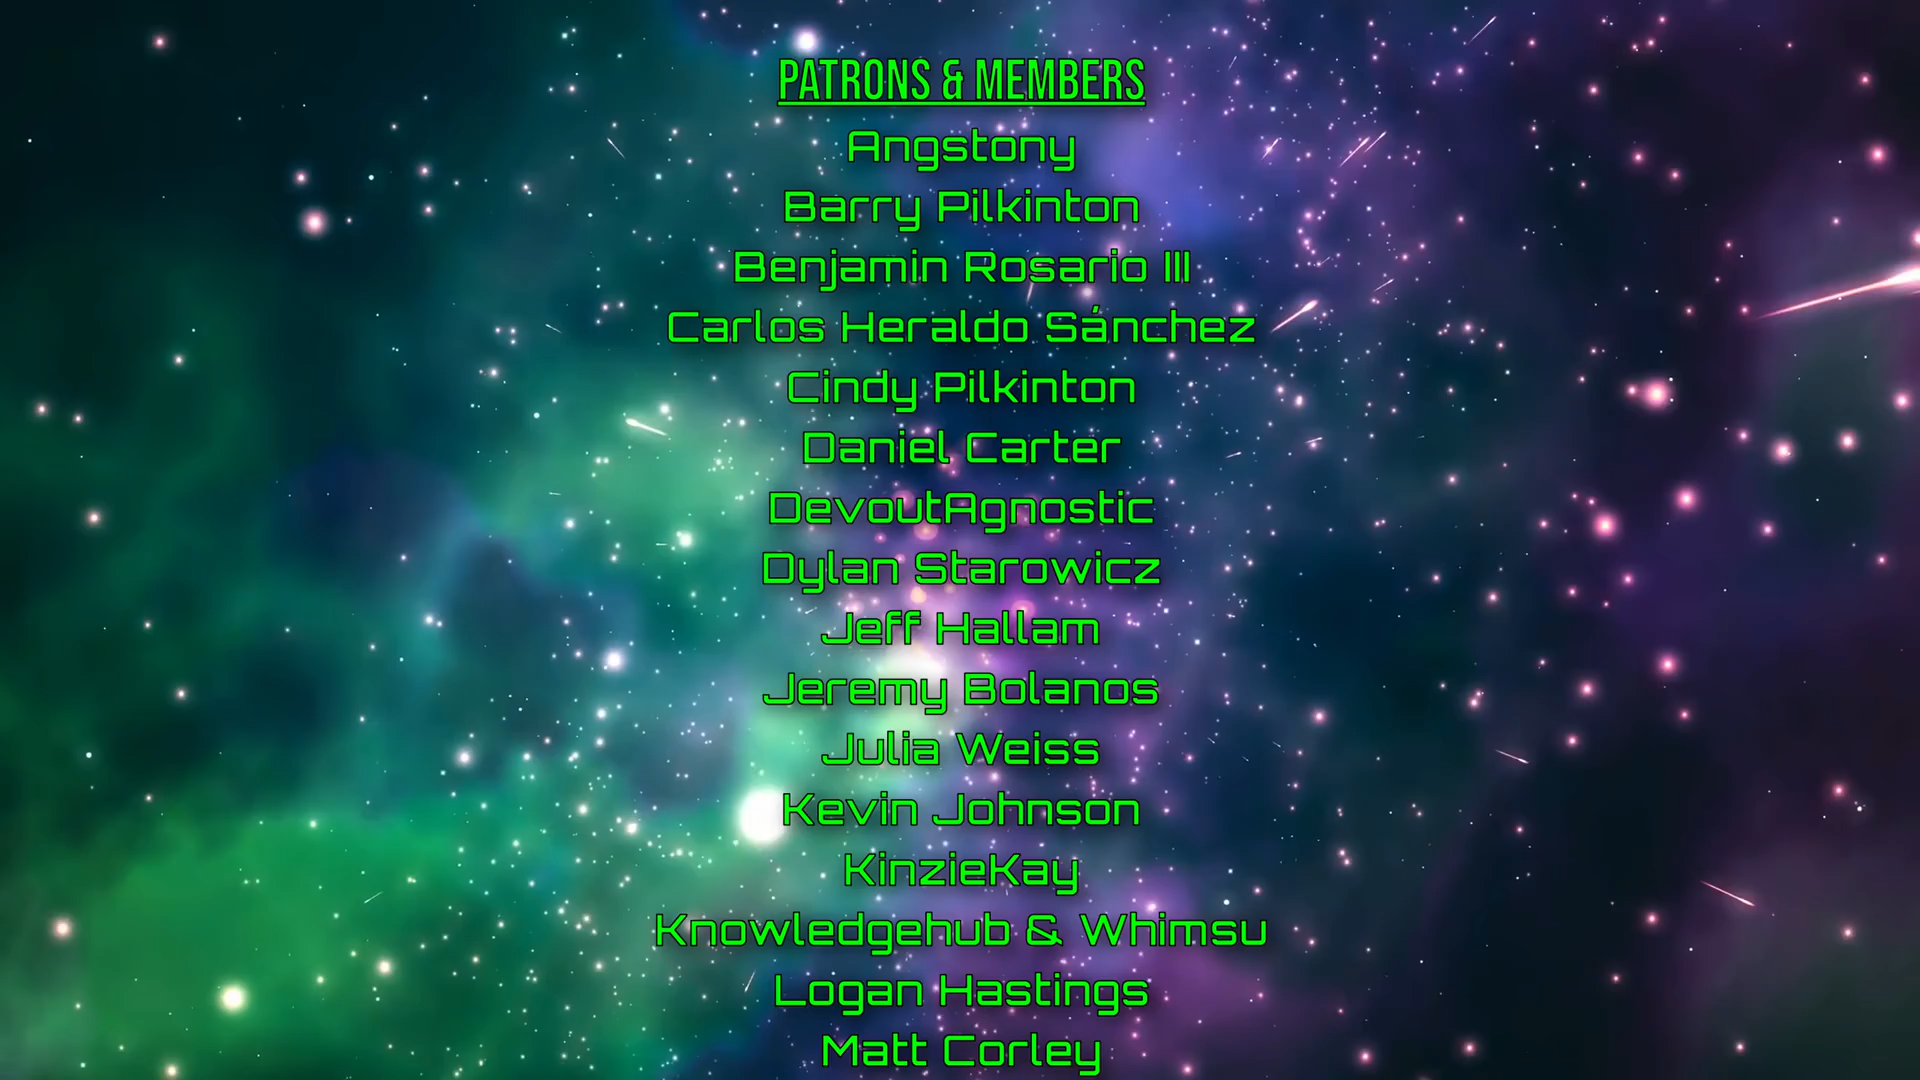 PATRONS & MEMBERS
Angstony
Barry Pilkinton
Benjamin Rosario III
Carlos Heraldo Sánchez
Cindy Pilkinton
Daniel Carter
DevoutAgnostic
Dylan Starowicz
Jeff Hallam
Jeremy Bolanos
Julia Weiss
Kevin Johnson
KinzieKay
Knowledgehub & Whimsu
Logan Hastings
Matt Corley